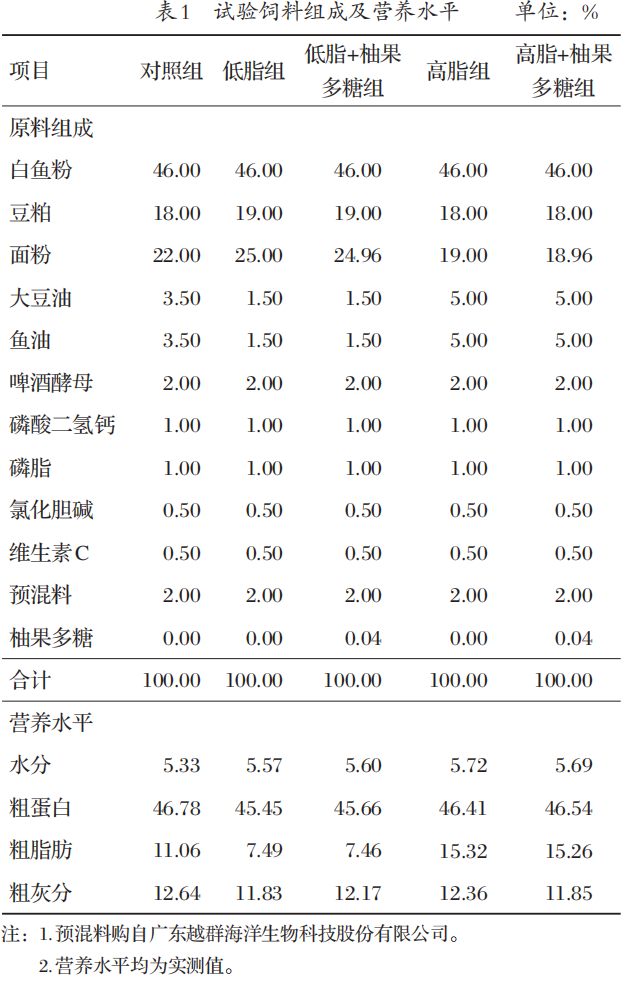 表1 试验饲料组成及营养水平 单位：%
项目 对照组 低脂组 低脂+柚果多糖组 高脂组 高脂+柚果多糖组
原料组成
白鱼粉 46.00 46.00 46.00 46.00 46.00
豆粕 18.00 19.00 19.00 18.00 18.00
面粉 22.00 25.00 24.96 19.00 18.96
大豆油 3.50 1.50 1.50 5.00 5.00
鱼油 3.50 1.50 1.50 5.00 5.00
啤酒酵母 2.00 2.00 2.00 2.00 2.00
磷酸二氢钙 1.00 1.00 1.00 1.00 1.00
磷脂 1.00 1.00 1.00 1.00 1.00
氯化胆碱 0.50 0.50 0.50 0.50 0.50
维生素C 0.50 0.50 0.50 0.50 0.50
预混料 2.00 2.00 2.00 2.00 2.00
柚果多糖 0.00 0.00 0.04 0.00 0.04
合计 100.00 100.00 100.00 100.00 100.00
营养水平
水分 5.33 5.57 5.60 5.72 5.69
粗蛋白 46.78 45.45 45.66 46.41 46.54
粗脂肪 11.06 7.49 7.46 15.32 15.26
粗灰分 12.64 11.83 12.17 12.36 11.85
注：1.预混料购自广东越群海洋生物科技股份有限公司。
2.营养水平均为实测值。